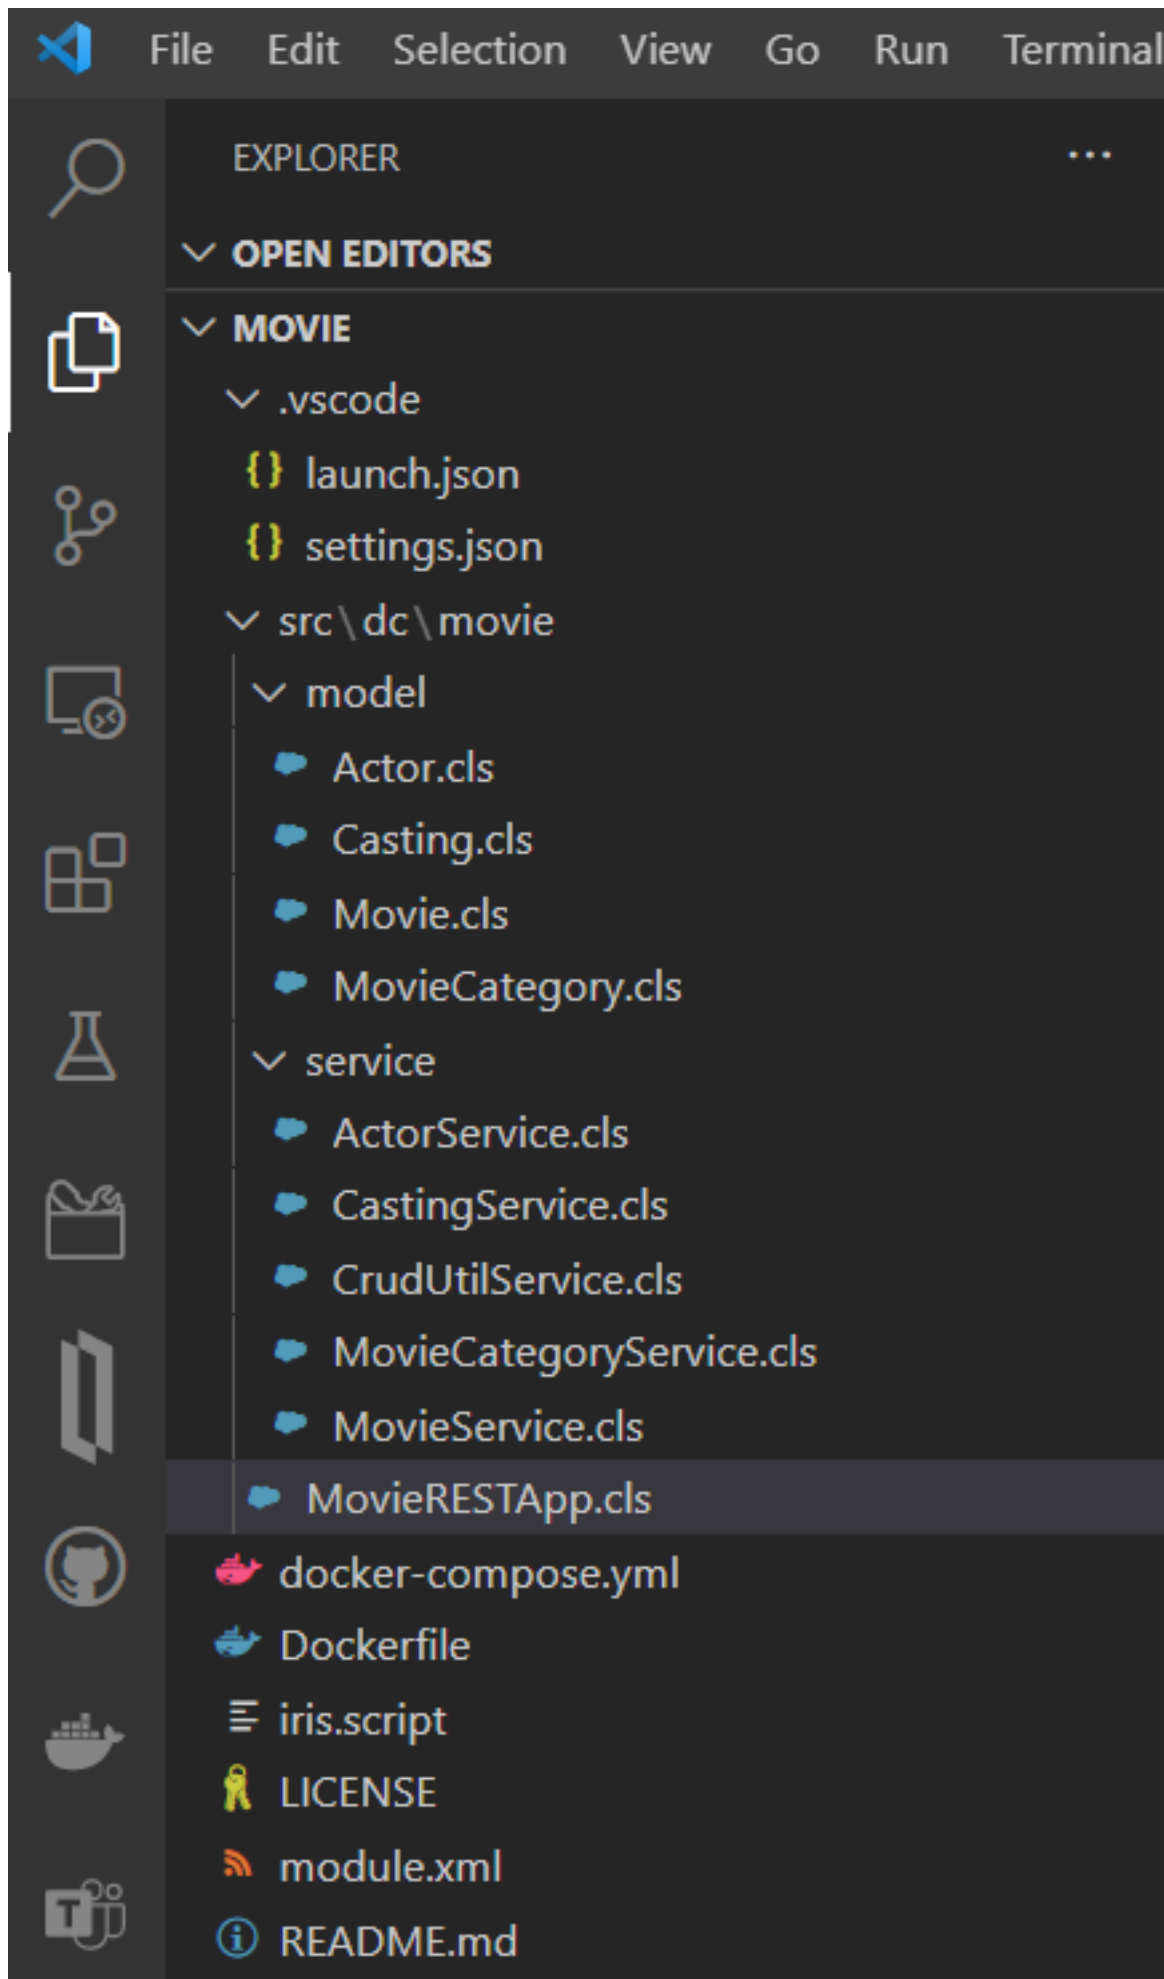 File Edit Selection View Go Run Terminal
EXPLORER ...
OPEN EDITORS
MOVIE
.vscode
{} launch.json
{} settings.json
src\dc\movie
model
Actor.cls
Casting.cls
Movie.cls
MovieCategory.cls
service
ActorService.cls
CastingService.cls
CrudUtilService.cls
MovieCategoryService.cls
MovieService.cls
MovieRESTApp.cls
docker-compose.yml
Dockerfile
iris.script
LICENSE
module.xml
README.md